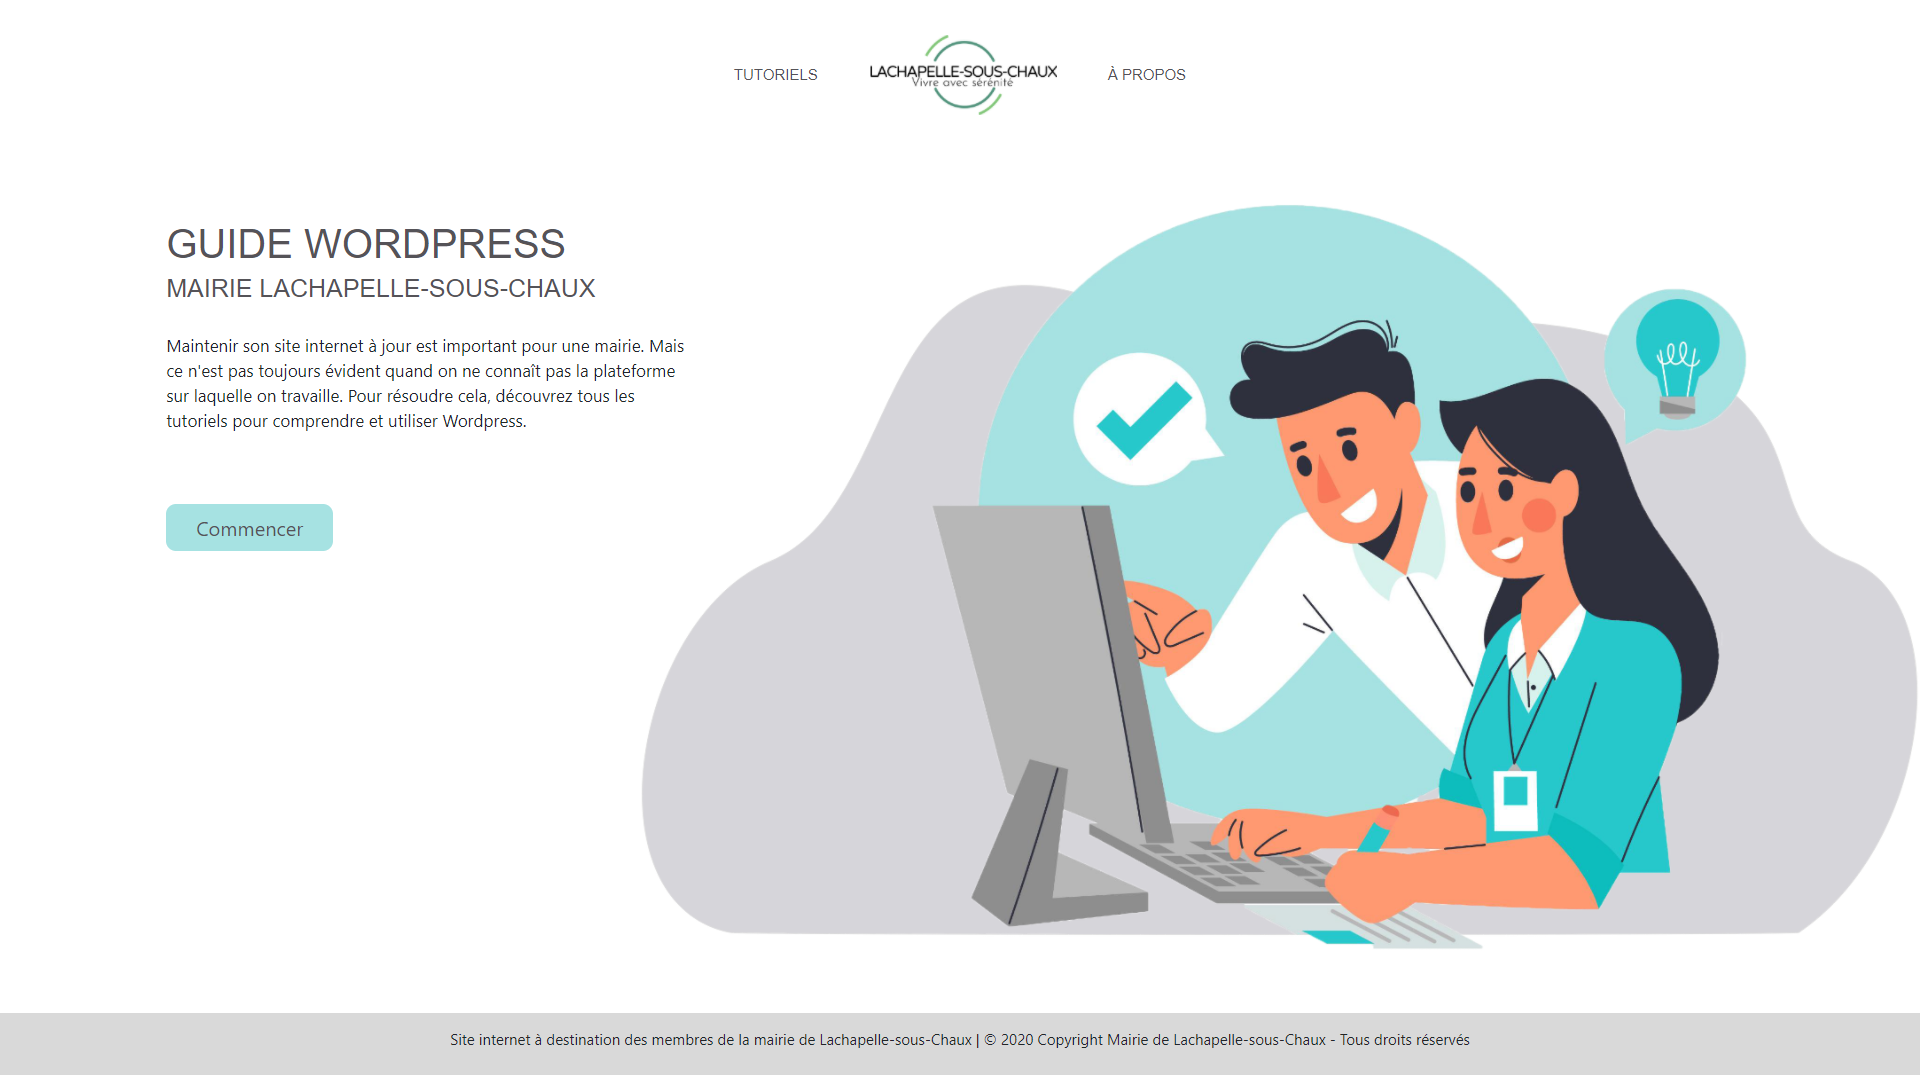 TUTORIELS
LACHAPELLE-SOUS-CHAUX
Vivre avec sérénité
À PROPOS
GUIDE WORDPRESS
MAIRIE LACHAPELLE-SOUS-CHAUX
Maintenir son site internet à jour est important pour une mairie. Mais
ce n'est pas toujours évident quand on ne connaît pas la plateforme
sur laquelle on travaille. Pour résoudre cela, découvrez tous les
tutoriels pour comprendre et utiliser Wordpress.
Commencer
Site internet à destination des membres de la mairie de Lachapelle-sous-Chaux | © 2020 Copyright Mairie de Lachapelle-sous-Chaux - Tous droits réservés